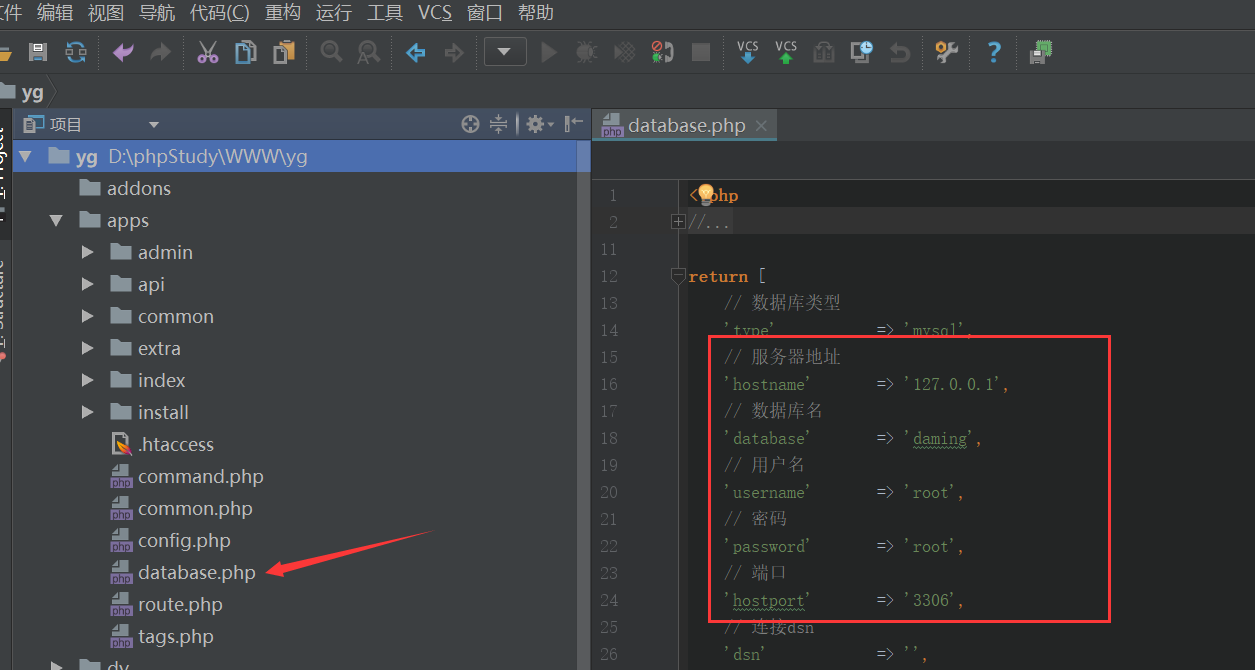 文件 编辑 视图 导航 代码(C) 重构 运行 工具 VCS 窗口 帮助
VCS VCS
yg
项目
database.php
1: Project
yg D:\phpStudy\WWW\yg
addons
apps
admin
api
common
extra
index
install
.htaccess
command.php
common.php
config.php
database.php
route.php
tags.php
dv
1 <?php
2 //...
11
12 return [
13 // 数据库类型
14 'type' => 'mysql',
15 // 服务器地址
16 'hostname' => '127.0.0.1',
17 // 数据库名
18 'database' => 'daming',
19 // 用户名
20 'username' => 'root',
21 // 密码
22 'password' => 'root',
23 // 端口
24 'hostport' => '3306',
25 // 连接dsn
26 'dsn' => '',